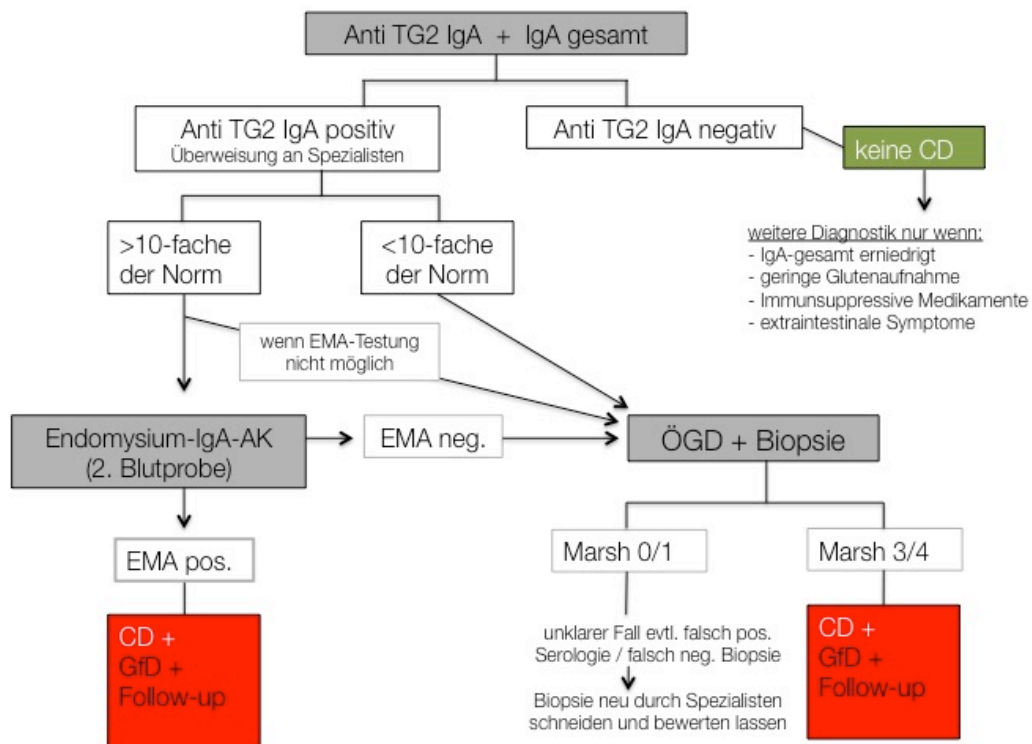 Anti TG2 IgA + IgA gesamt
Anti TG2 IgA positiv
Überweisung an Spezialisten
Anti TG2 IgA negativ
keine CD
>10-fache
der Norm
<10-fache
der Norm
weitere Diagnostik nur wenn:
- IgA-gesamt erniedrigt
- geringe Glutenaufnahme
- Immunsuppressive Medikamente
- extraintestinale Symptome
wenn EMA-Testung
nicht möglich
Endomysium-IgA-AK
(2. Blutprobe)
EMA neg.
ÖGD + Biopsie
EMA pos.
Marsh 0/1
Marsh 3/4
CD +
GfD +
Follow-up
unklarer Fall evtl. falsch pos.
Serologie / falsch neg. Biopsie
Biopsie neu durch Spezialisten
schneiden und bewerten lassen
CD +
GfD +
Follow-up